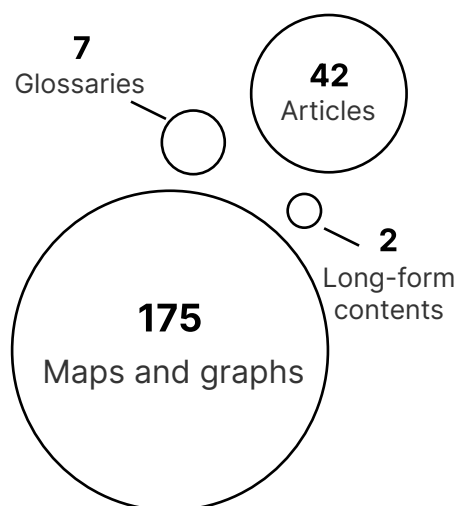 7
Glossaries
42
Articles
2
Long-form
contents
175
Maps and graphs